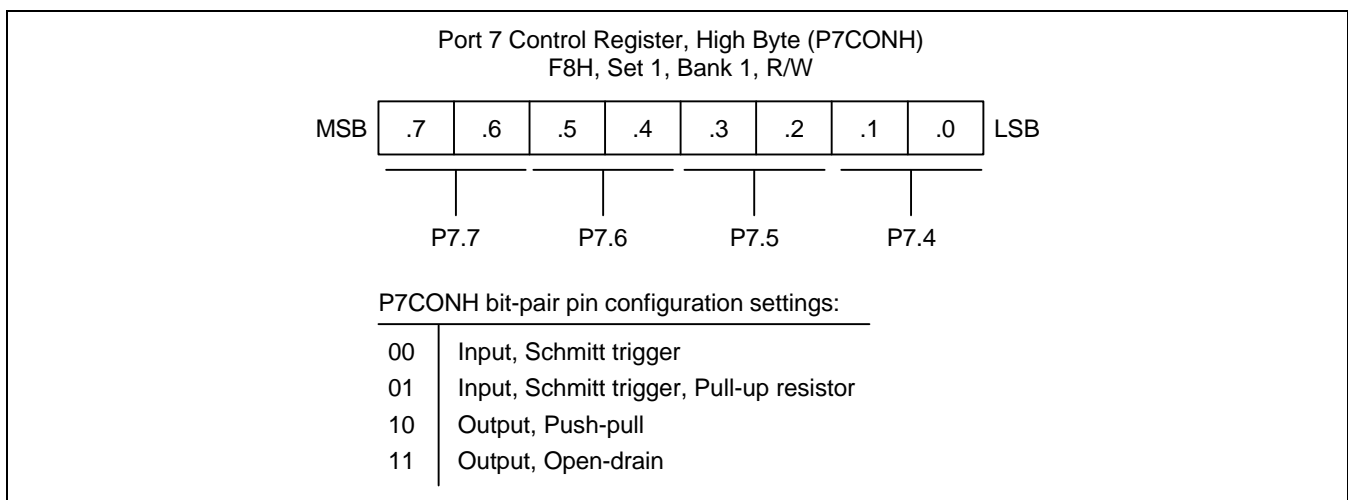 Port 7 Control Register, High Byte (P7CONH)
F8H, Set 1, Bank 1, R/W
MSB .7 .6 .5 .4 .3 .2 .1 .0 LSB
P7.7 P7.6 P7.5 P7.4
P7CONH bit-pair pin configuration settings:
00 Input, Schmitt trigger
01 Input, Schmitt trigger, Pull-up resistor
10 Output, Push-pull
11 Output, Open-drain